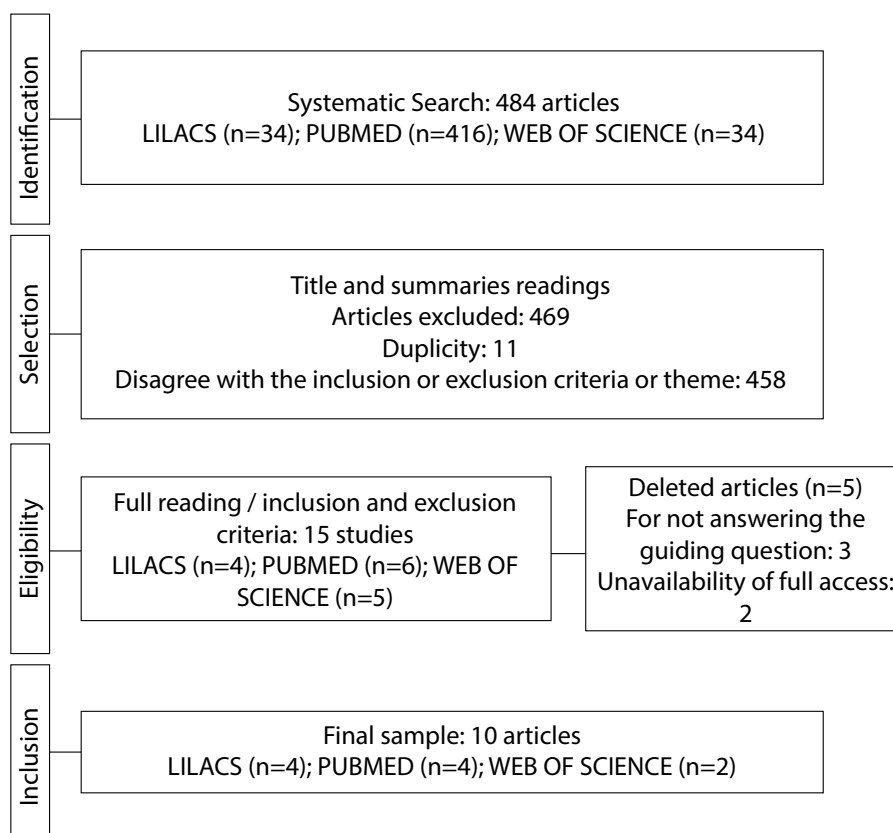 Identification
Systematic Search: 484 articles
LILACS (n=34); PUBMED (n=416); WEB OF SCIENCE (n=34)
Selection
Title and summaries readings
Articles excluded: 469
Duplicity: 11
Disagree with the inclusion or exclusion criteria or theme: 458
Eligibility
Full reading / inclusion and exclusion
criteria: 15 studies
LILACS (n=4); PUBMED (n=6); WEB OF
SCIENCE (n=5)
Deleted articles (n=5)
For not answering the
guiding question: 3
Unavailability of full access:
2
Inclusion
Final sample: 10 articles
LILACS (n=4); PUBMED (n=4); WEB OF SCIENCE (n=2)